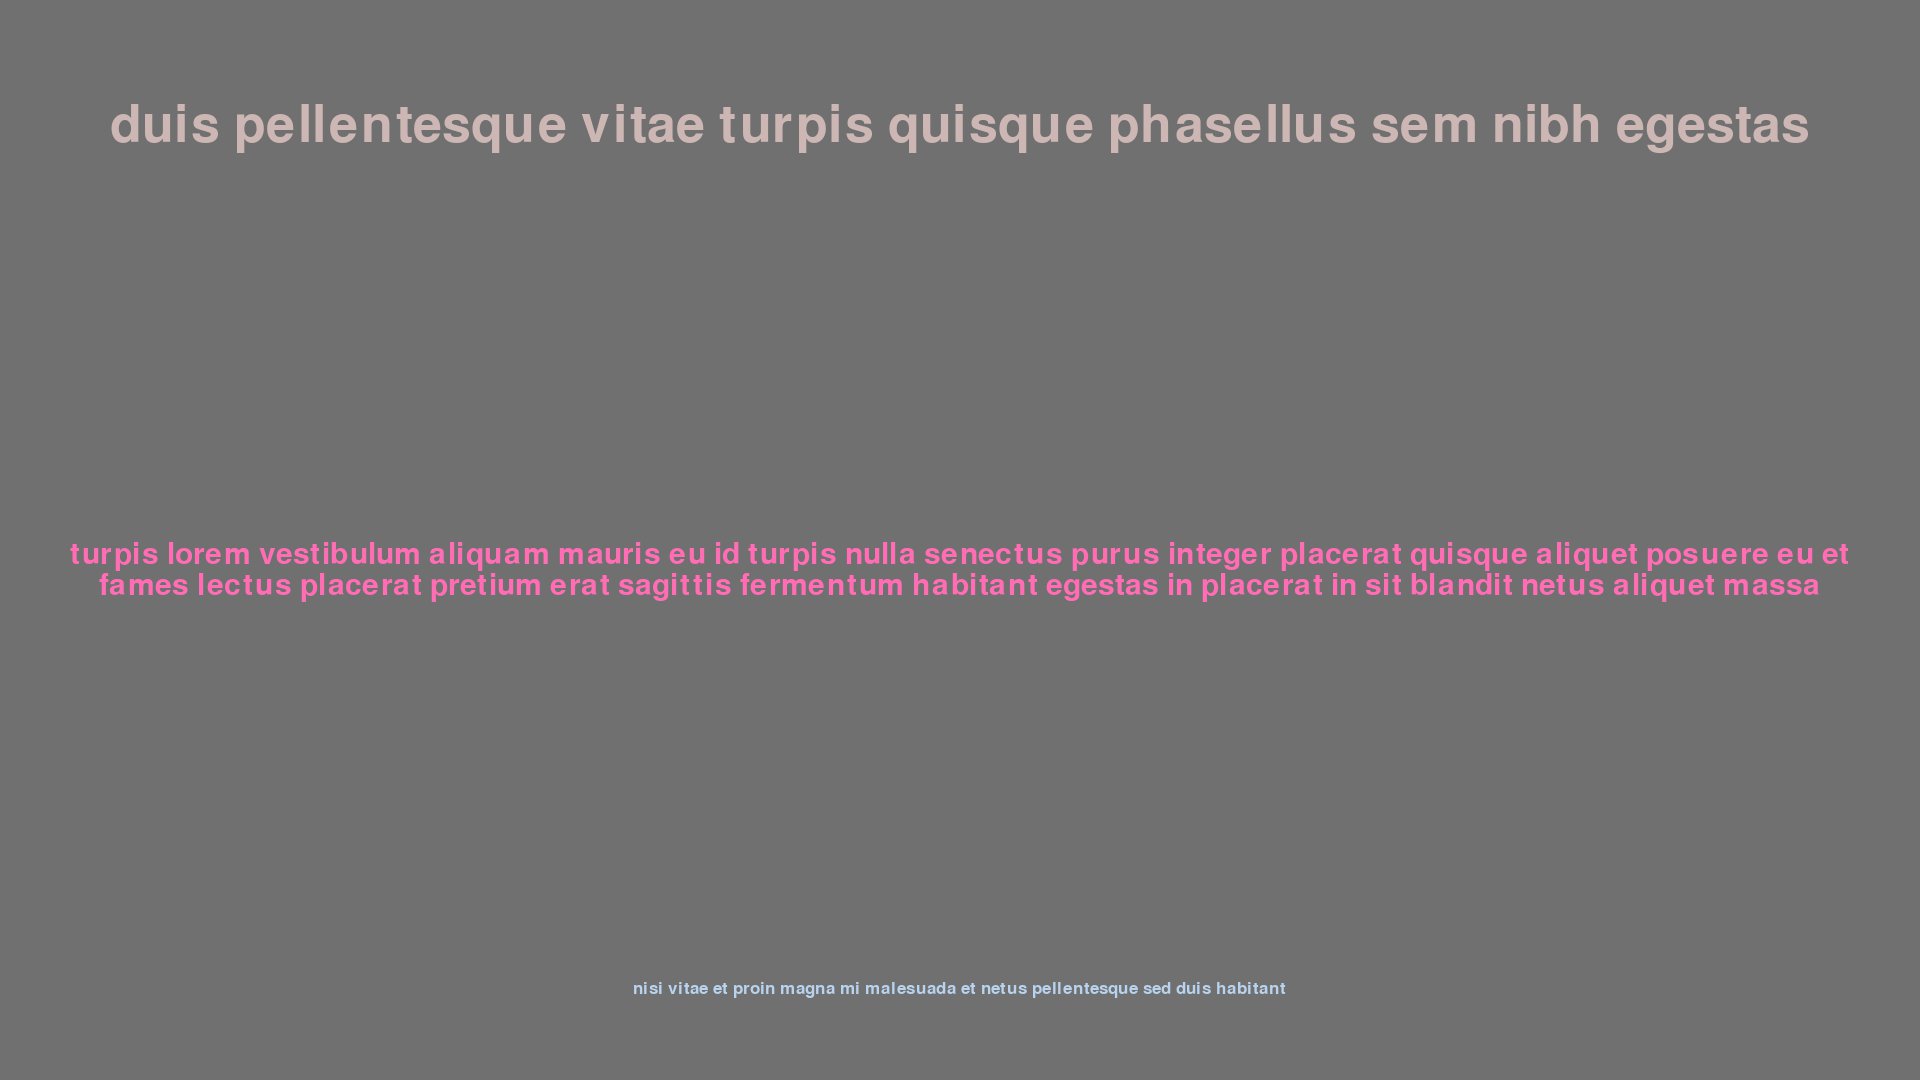 duis pellentesque vitae turpis quisque phasellus sem nibh egestas
turpis lorem vestibulum aliquam mauris eu id turpis nulla senectus purus integer placerat quisque aliquet posuere eu et
fames lectus placerat pretium erat sagittis fermentum habitant egestas in placerat in sit blandit netus aliquet massa
nisi vitae et proin magna mi malesuada et netus pellentesque sed duis habitant